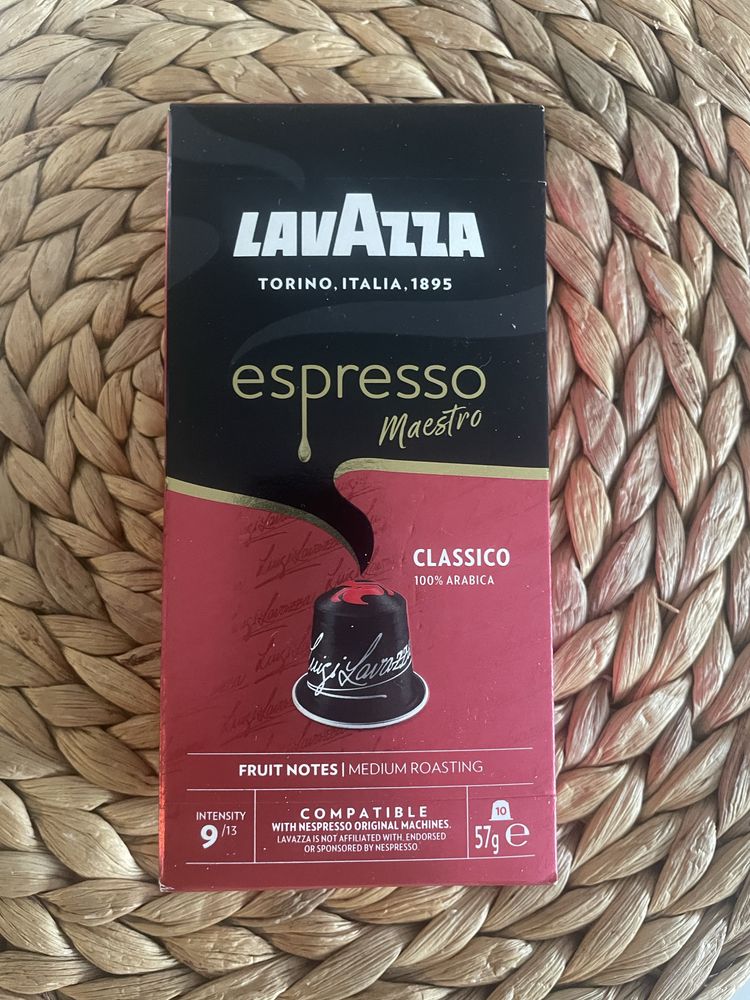 LAVAZZA
TORINO, ITALIA, 1895
espresso
Maestro
CLASSICO
100% ARABICA
Luigi Lavazza
FRUIT NOTES | MEDIUM ROASTING
INTENSITY
9/13
COMPATIBLE
WITH NESPRESSO ORIGINAL MACHINES.
LAVAZZA IS NOT AFFILIATED WITH, ENDORSED
OR SPONSORED BY NESPRESSO.
10
57g e